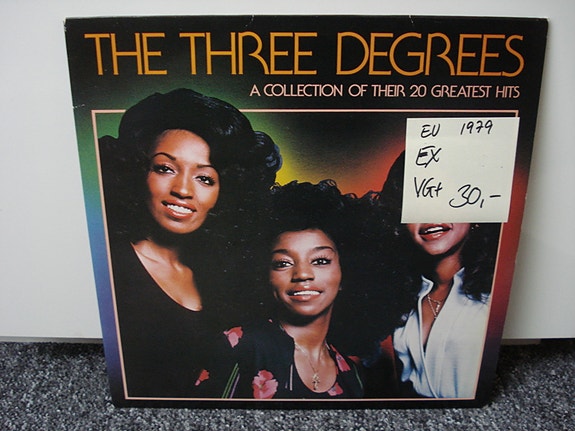 THE THREE DEGREES
A COLLECTION OF THEIR 20 GREATEST HITS
EU 1979
EX
VG+ 30,-